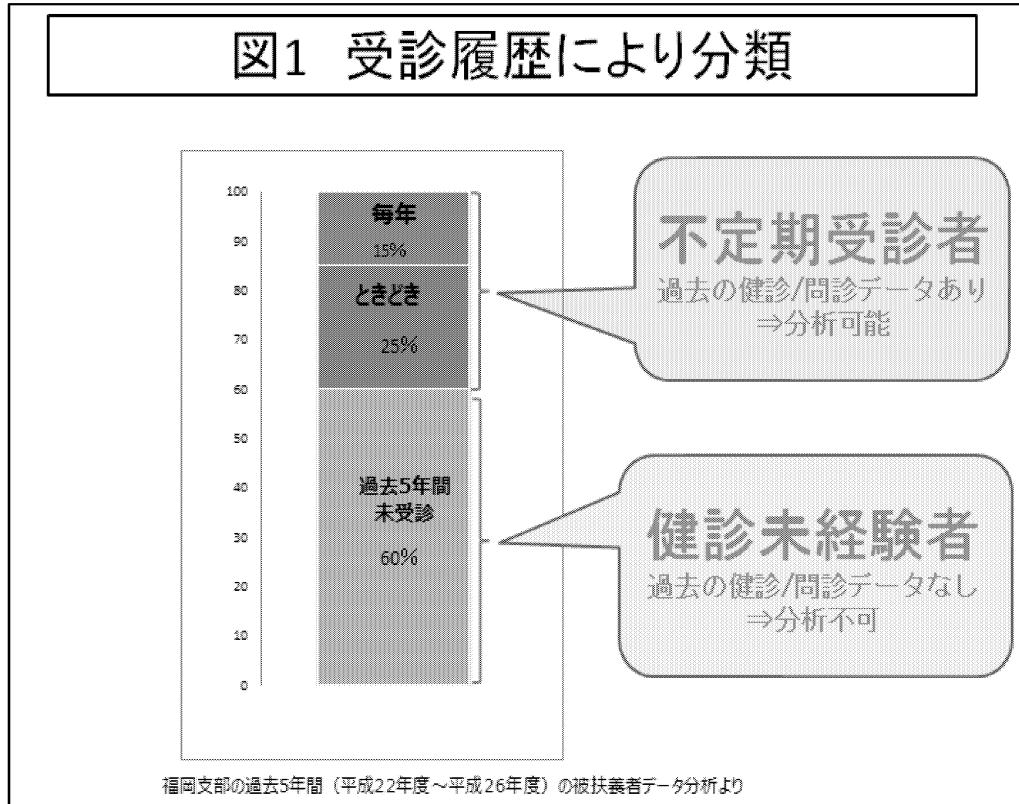 図1 受診履歴により分類
100
90
80
70
60
50
40
30
20
10
0
毎年
15%
ときどき
25%
過去5年間
未受診
60%
不定期受診者
過去の健診/問診データあり
⇒分析可能
健診未経験者
過去の健診/問診データなし
⇒分析不可
福岡支部の過去5年間（平成22年度～平成26年度）の被扶養者データ分析より